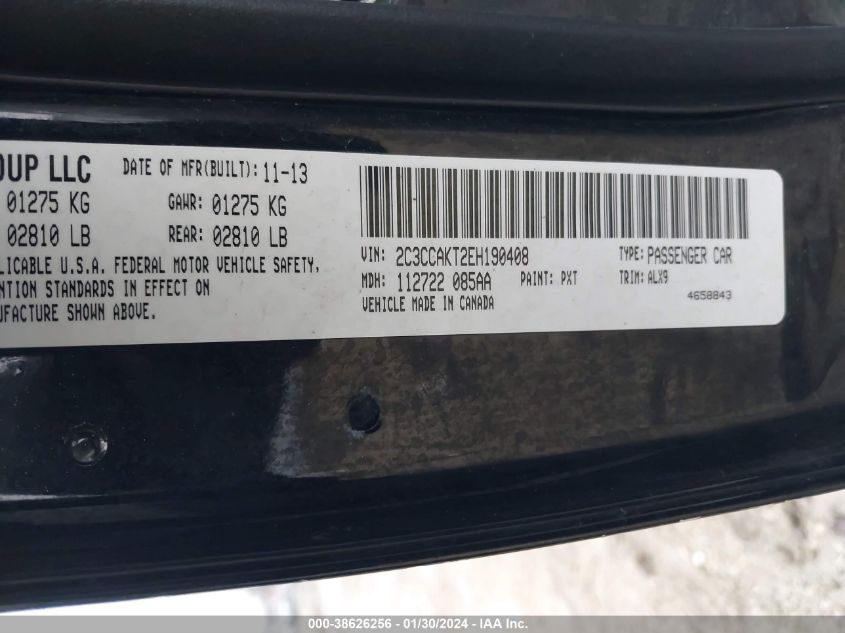 OUP LLC DATE OF MFR(BUILT): 11-13
01275 KG GAWR: 01275 KG
02810 LB REAR: 02810 LB
LICABLE U.S.A. FEDERAL MOTOR VEHICLE SAFETY,
NTION STANDARDS IN EFFECT ON
UFACTURE SHOWN ABOVE.
VIN: 2C3CCAKT2EH190408 TYPE: PASSENGER CAR
MDH: 112722 085AA PAINT: PXT TRIM: ALX9
VEHICLE MADE IN CANADA 4658843
000-38626256 - 01/30/2024 - IAA Inc.